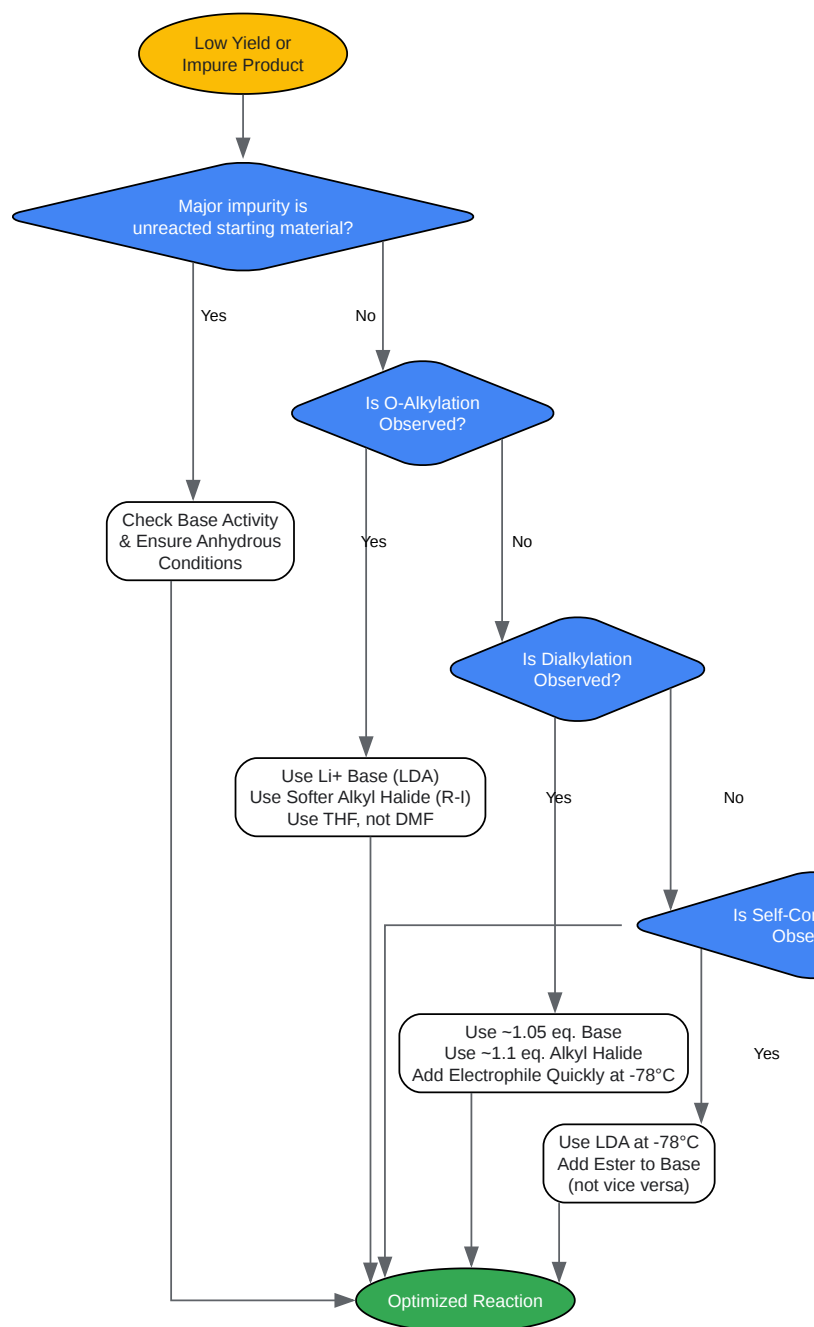 Low Yield or
Impure Product
Major impurity is
unreacted starting material?
Yes
No
Is O-Alkylation
Observed?
Check Base Activity
& Ensure Anhydrous
Conditions
Yes
No
Is Dialkylation
Observed?
Use Li+ Base (LDA)
Use Softer Alkyl Halide (R-I)
Use THF, not DMF
Yes
No
Is
Use ~1.05 eq. Base
Use ~1.1 eq. Alkyl Halide
Add Electrophile Quickly at -78°C
Yes
Use LDA at -78°C
Add Ester to Base
(not vice versa)
Optimized Reaction